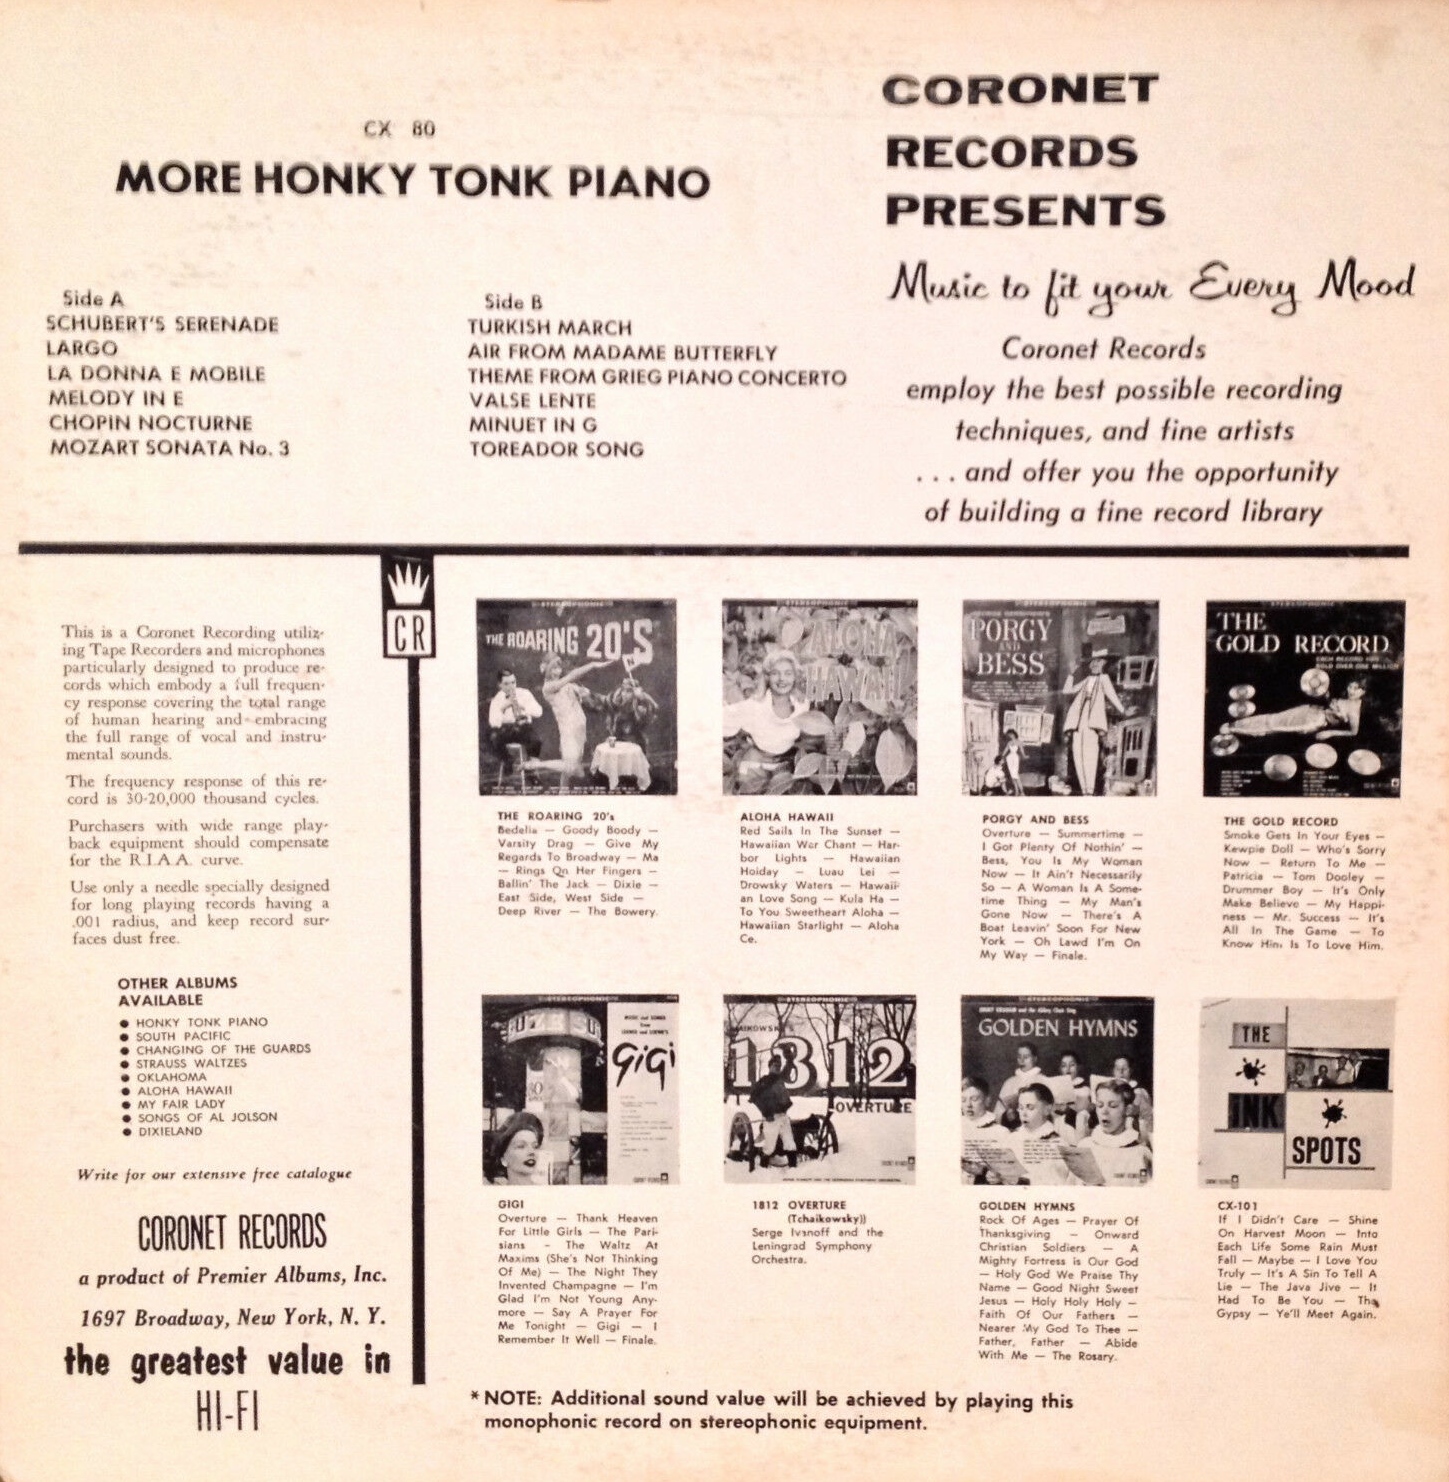 CX 80
MORE HONKY TONK PIANO
Side A
SCHUBERT'S SERENADE
LARGO
LA DONNA E MOBILE
MELODY IN E
CHOPIN NOCTURNE
MOZART SONATA No. 3
Side B
TURKISH MARCH
AIR FROM MADAME BUTTERFLY
THEME FROM GRIEG PIANO CONCERTO
VALSE LENTE
MINUET IN G
TOREADOR SONG
CORONET
RECORDS
PRESENTS
Music to fit your Every Mood
Coronet Records
employ the best possible recording
techniques, and fine artists
. . . and offer you the opportunity
of building a fine record library
CR
This is a Coronet Recording utiliz-
ing Tape Recorders and microphones
particularly designed to produce re-
cords which embody a full frequen-
cy response covering the total range
of human hearing and embracing
the full range of vocal and instru-
mental sounds.
The frequency response of this re-
cord is 30-20,000 thousand cycles.
Purchasers with wide range play-
back equipment should compensate
for the R.I.A.A. curve.
Use only a needle specially designed
for long playing records having a
.001 radius, and keep record sur-
faces dust free.
OTHER ALBUMS
AVAILABLE
● HONKY TONK PIANO
● SOUTH PACIFIC
● CHANGING OF THE GUARDS
● STRAUSS WALTZES
● OKLAHOMA
● ALOHA HAWAII
● MY FAIR LADY
● SONGS OF AL JOLSON
● DIXIELAND
Write for our extensive free catalogue
CORONET RECORDS
a product of Premier Albums, Inc.
1697 Broadway, New York, N. Y.
the greatest value in
HI-FI
STEREOPHONIC
THE ROARING 20'S
THE ROARING 20's
Bedelia — Goody Boody —
Varsity Drag — Give My
Regards To Broadway — Ma
— Rings On Her Fingers —
Ballin' The Jack — Dixie —
East Side, West Side —
Deep River — The Bowery.
STEREOPHONIC
ALOHA
HAWAII
ALOHA HAWAII
Red Sails In The Sunset —
Hawaiian War Chant — Har-
bor Lights — Hawaiian
Hoiday — Luau Lei —
Drowsky Waters — Hawaii-
an Love Song — Kula Ha —
To You Sweetheart Aloha —
Hawaiian Starlight — Aloha
Ce.
STEREOPHONIC
PORGY
AND
BESS
PORGY AND BESS
Overture — Summertime —
I Got Plenty Of Nothin' —
Bess, You Is My Woman
Now — It Ain't Necessarily
So — A Woman Is A Some-
time Thing — My Man's
Gone Now — There's A
Boat Leavin' Soon For New
York — Oh Lawd I'm On
My Way — Finale.
STEREOPHONIC
THE
GOLD RECORD
EACH RECORD HAS
SOLD OVER ONE MILLION
THE GOLD RECORD
Smoke Gets In Your Eyes —
Kewpie Doll — Who's Sorry
Now — Return To Me —
Patricia — Tom Dooley —
Drummer Boy — It's Only
Make Believe — My Happi-
ness — Mr. Success — It's
All In The Game — To
Know Him Is To Love Him.
STEREOPHONIC
MUSIC and SONGS
from
LERNER and LOEWE'S
GiGi
GIGI
Overture — Thank Heaven
For Little Girls — The Pari-
sians - The Waltz At
Maxims (She's Not Thinking
Of Me) — The Night They
Invented Champagne — I'm
Glad I'm Not Young Any-
more — Say A Prayer For
Me Tonight — Gigi — I
Remember It Well — Finale.
STEREOPHONIC
TCHAIKOWSKY'S
1812
OVERTURE
1812 OVERTURE
(Tchaikowsky))
Serge Ivanoff and the
Leningrad Symphony
Orchestra.
GOLDEN HYMNS
GOLDEN HYMNS
Rock Of Ages — Prayer Of
Thanksgiving — Onward
Christian Soldiers — A
Mighty Fortress is Our God
— Holy God We Praise Thy
Name — Good Night Sweet
Jesus — Holy Holy Holy —
Faith Of Our Fathers —
Nearer My God To Thee —
Father, Father — Abide
With Me — The Rosary.
THE
INK
SPOTS
CX-101
If I Didn't Care — Shine
On Harvest Moon — Into
Each Life Some Rain Must
Fall — Maybe — I Love You
Truly — It's A Sin To Tell A
Lie — The Java Jive — It
Had To Be You — The
Gypsy — Ye'll Meet Again.
* NOTE: Additional sound value will be achieved by playing this
monophonic record on stereophonic equipment.